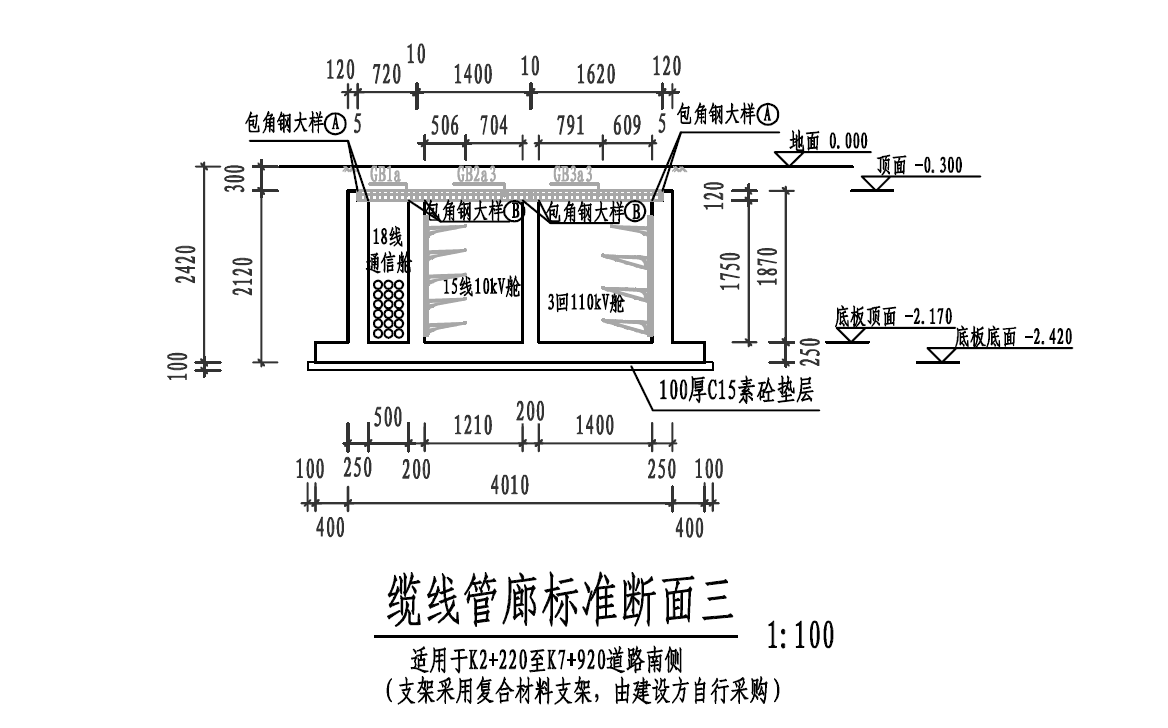 10
10
120 720 1400 1620 120
包角钢大样A 5
506 704 791 609
5 包角钢大样A
地面 0.000
顶面 -0.300
300
GB1a GB2a3 GB3a3
120
包角钢大样B 包角钢大样B
18线
通信舱
2420
2120
1750
1870
15线10kV舱
3回110kV舱
底板顶面 -2.170
底板底面 -2.420
250
100
100厚C15素砼垫层
500 1210 200 1400
250 200 250
100 4010 100
400 400
缆线管廊标准断面三 1:100
适用于K2+220至K7+920道路南侧
(支架采用复合材料支架,由建设方自行采购)